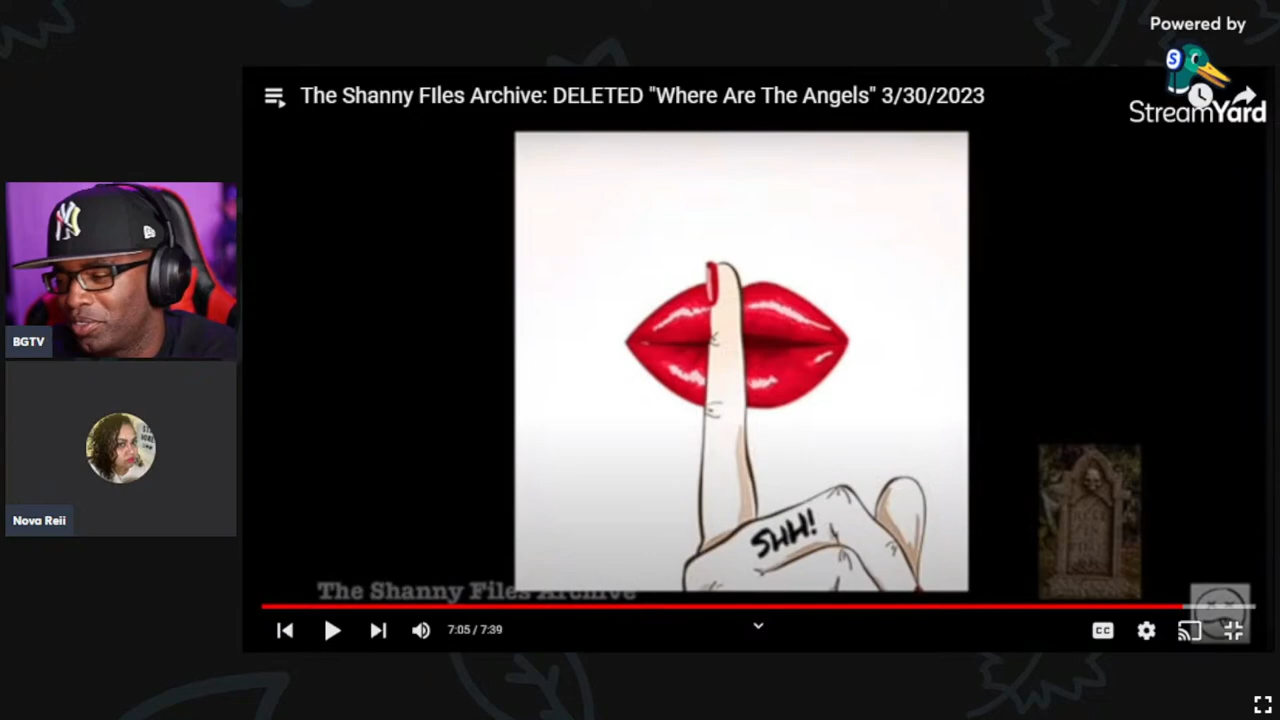 Powered by
StreamYard
The Shanny FIles Archive: DELETED "Where Are The Angels" 3/30/2023
BGTV
Nova Reii
SHH!
The Shanny Files Archive
7:05 / 7:39
CC